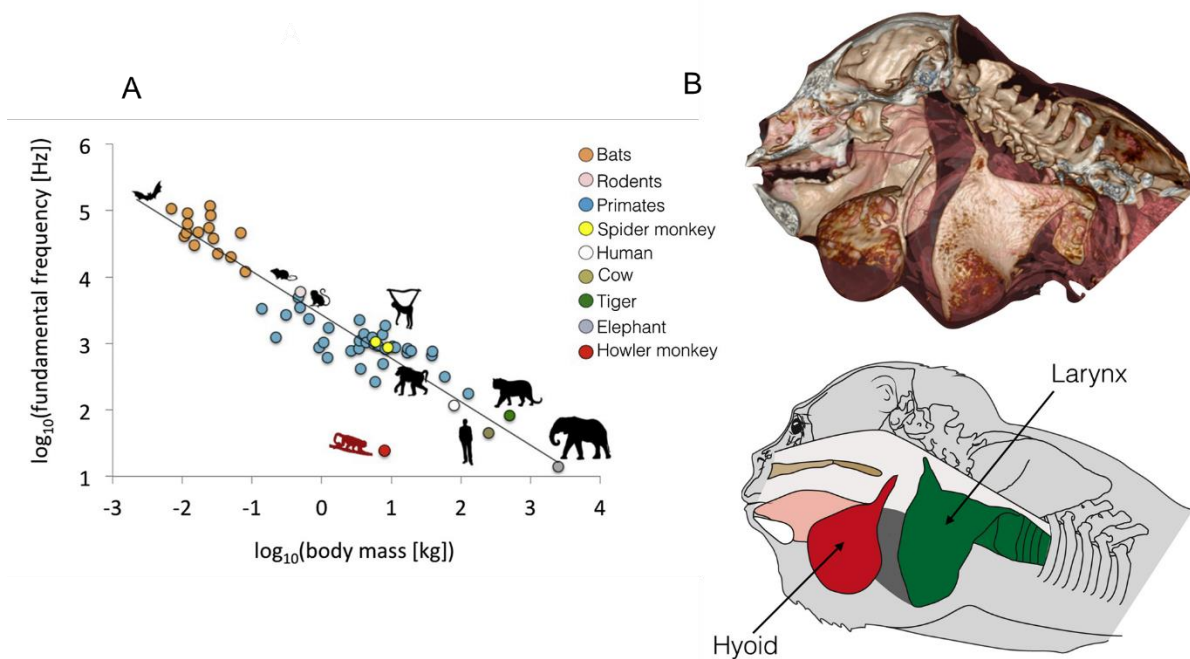 A
log₁₀(fundamental frequency [Hz])
6
5
4
3
2
1
-3 -2 -1 0 1 2 3 4
log₁₀(body mass [kg])
Bats
Rodents
Primates
Spider monkey
Human
Cow
Tiger
Elephant
Howler monkey
B
Larynx
Hyoid